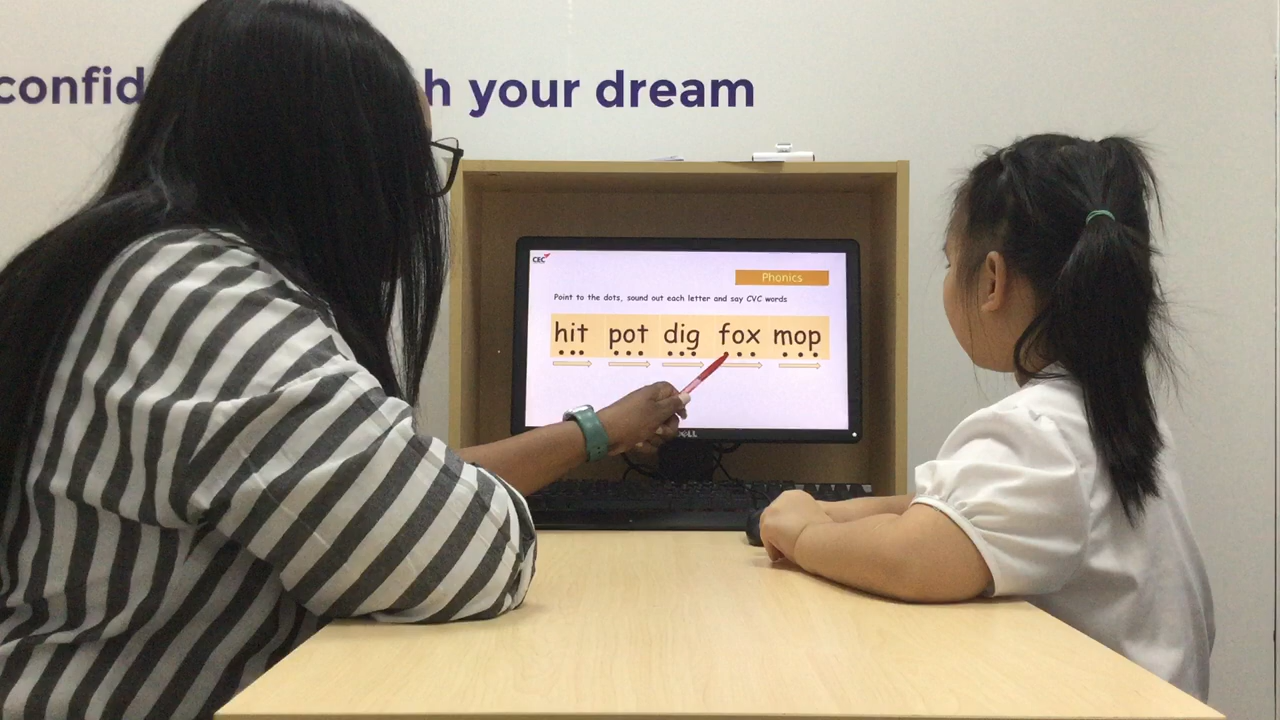 confid h your dream
CEC
Phonics
Point to the dots, sound out each letter and say CVC words
hit pot dig fox mop
DELL